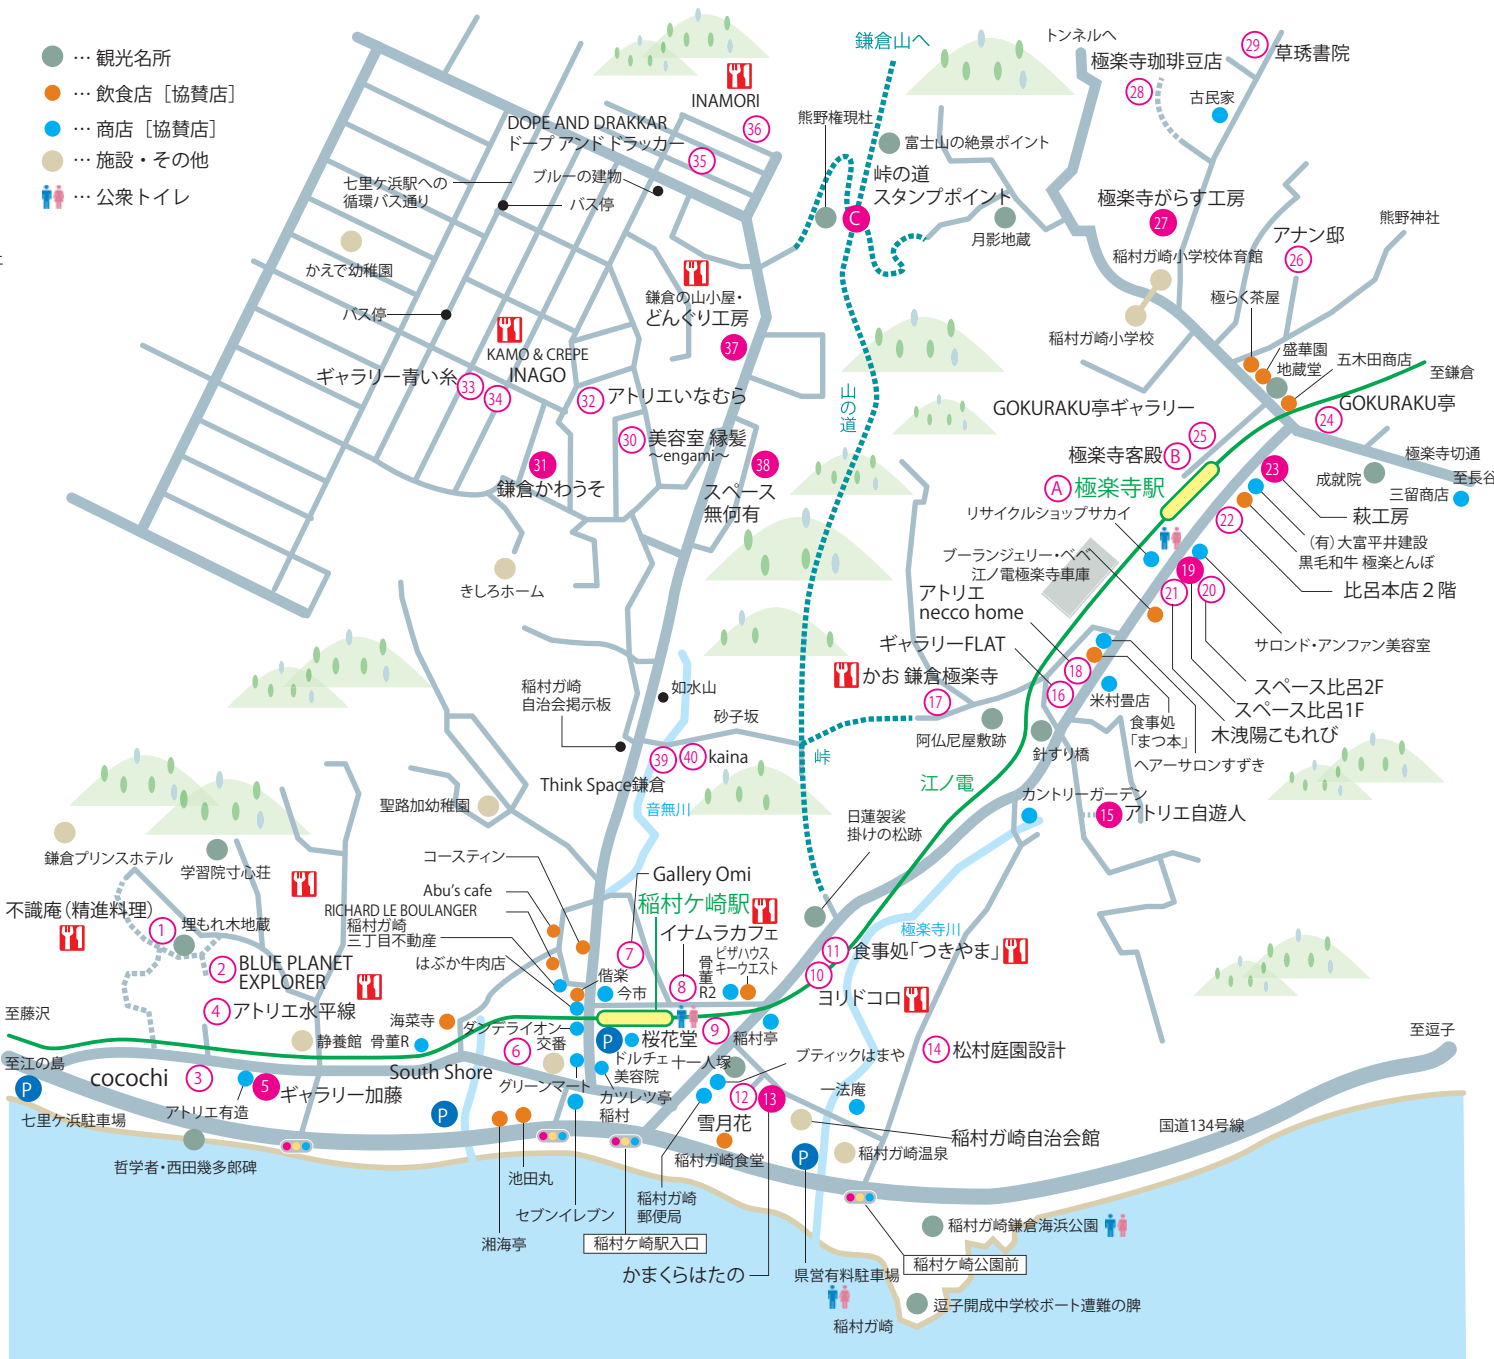 … 観光名所
… 飲食店［協賛店］
… 商店［協賛店］
… 施設・その他
… 公衆トイレ
鎌倉山へ
トンネルへ
極楽寺珈琲豆店
28
29
草琇書院
古民家
INAMORI
36
DOPE AND DRAKKAR
ドープ アンド ドラッカー
35
七里ケ浜駅への
循環バス通り
ブルーの建物
バス停
かえで幼稚園
バス停
熊野権現社
富士山の絶景ポイント
峠の道
スタンプポイント
C
月影地蔵
極楽寺がらす工房
27
稲村ガ崎小学校体育館
アナン邸
26
熊野神社
稲村ガ崎小学校
極らく茶屋
盛華園
地蔵堂
五木田商店
至鎌倉
GOKURAKU亭
24
鎌倉の山小屋・
どんぐり工房
37
KAMO & CREPE
INAGO
ギャラリー青い糸
33
34
32
アトリエいなむら
30
美容室 縁髪
～engami～
31
鎌倉かわうそ
38
スペース
無何有
山の道
GOKURAKU亭ギャラリー
25
極楽寺客殿
B
A
極楽寺駅
リサイクルショップサカイ
23
成就院
極楽寺切通
至長谷
三留商店
萩工房
22
（有）大富平井建設
黒毛和牛 極楽とんぼ
比呂本店２階
ブーランジェリー・べべ
江ノ電極楽寺車庫
アトリエ
necco home
19
21
20
サロンド・アンファン美容室
スペース比呂2F
スペース比呂1F
木洩陽こもれび
ギャラリーFLAT
18
16
米村畳店
食事処
「まつ本」
ヘアーサロンすずき
かお 鎌倉極楽寺
17
阿仏尼屋敷跡
針すり橋
きしろホーム
稲村ガ崎
自治会掲示板
如水山
砂子坂
39
40
kaina
Think Space鎌倉
峠
江ノ電
カントリーガーデン
15
アトリエ自遊人
聖路加幼稚園
音無川
日蓮袈裟
掛けの松跡
鎌倉プリンスホテル
学習院寸心荘
コースティン
Abu's cafe
RICHARD LE BOULANGER
稲村ガ崎
三丁目不動産
はぶか牛肉店
Gallery Omi
稲村ケ崎駅
イナムラカフェ
7
8
骨董R2
ピザハウス
キーウエスト
不識庵（精進料理）
1
埋もれ木地蔵
2
BLUE PLANET
EXPLORER
4
アトリエ水平線
偕楽
今市
極楽寺川
11
食事処「つきやま」
10
ヨリドコロ
至藤沢
静養館
骨董R
海菜寺
ダンデライオン
6
交番
P
桜花堂
9
稲村亭
ドルチェ
美容院
十一人塚
ブティックはまや
14
松村庭園設計
至逗子
至江の島
P
cocochi
3
5
アトリエ有造
ギャラリー加藤
South Shore
グリーンマート
カツレツ亭
稲村
P
12
13
雪月花
一法庵
稲村ガ崎自治会館
国道134号線
七里ケ浜駐車場
哲学者・西田幾多郎碑
池田丸
稲村ガ崎食堂
P
稲村ガ崎温泉
稲村ガ崎
郵便局
セブンイレブン
湘海亭
稲村ケ崎駅入口
かまくらはたの
県営有料駐車場
稲村ケ崎公園前
稲村ガ崎鎌倉海浜公園
逗子開成中学校ボート遭難の脾
稲村ガ崎